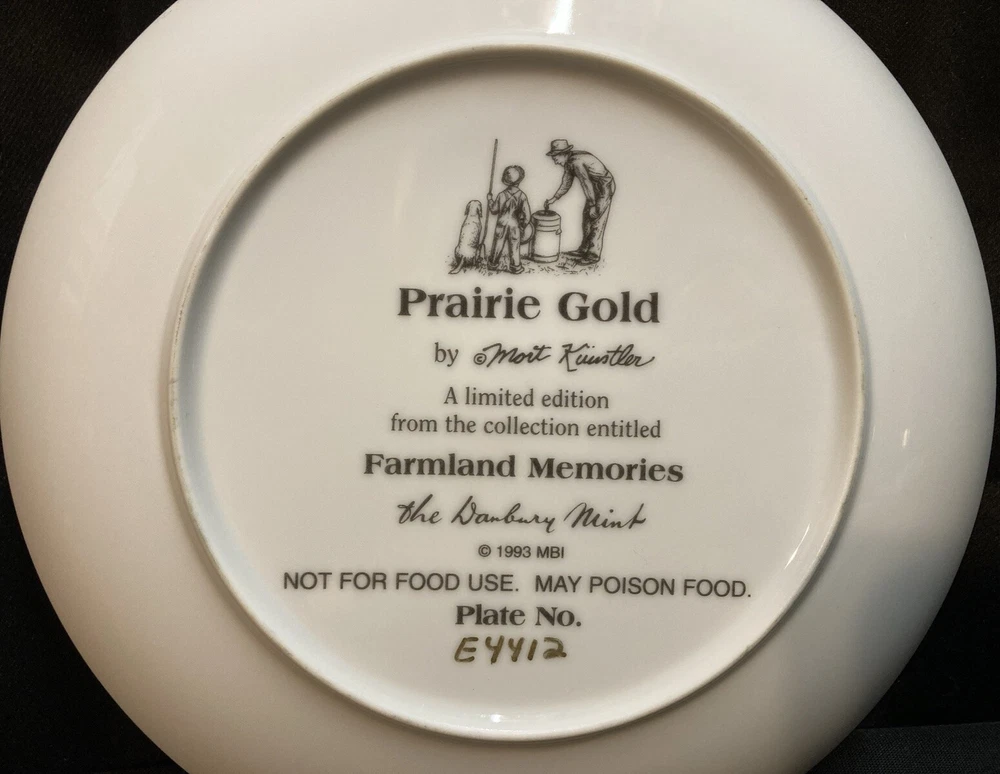 Prairie Gold
by ©Mort Künstler
A limited edition
from the collection entitled
Farmland Memories
the Danbury Mint
© 1993 MBI
NOT FOR FOOD USE. MAY POISON FOOD.
Plate No.
E4412